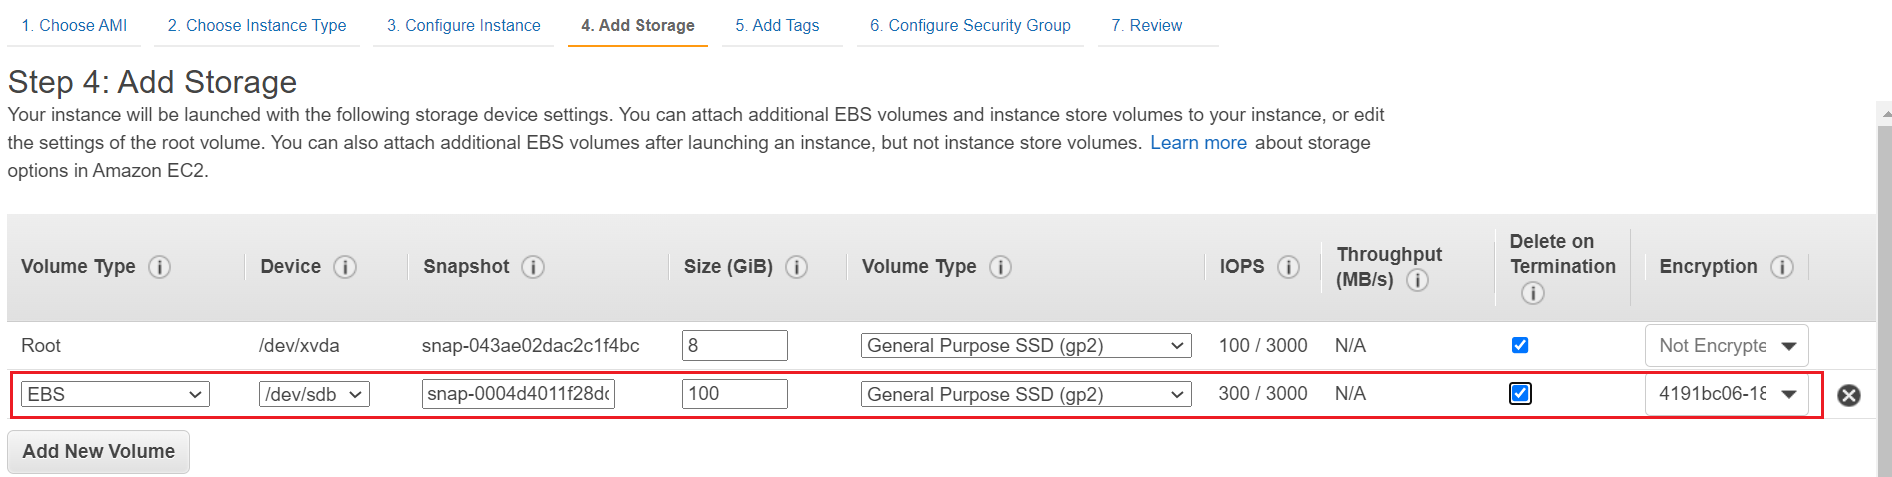 1. Choose AMI 2. Choose Instance Type 3. Configure Instance 4. Add Storage 5. Add Tags 6. Configure Security Group 7. Review
Step 4: Add Storage
Your instance will be launched with the following storage device settings. You can attach additional EBS volumes and instance store volumes to your instance, or edit
the settings of the root volume. You can also attach additional EBS volumes after launching an instance, but not instance store volumes. Learn more about storage
options in Amazon EC2.
Volume Type Device Snapshot Size (GiB) Volume Type IOPS Throughput (MB/s) Delete on Termination Encryption
Root /dev/xvda snap-043ae02dac2c1f4bc 8 General Purpose SSD (gp2) 100 / 3000 N/A Not Encrypte
EBS /dev/sdb snap-0004d4011f28dc 100 General Purpose SSD (gp2) 300 / 3000 N/A 4191bc06-18
Add New Volume